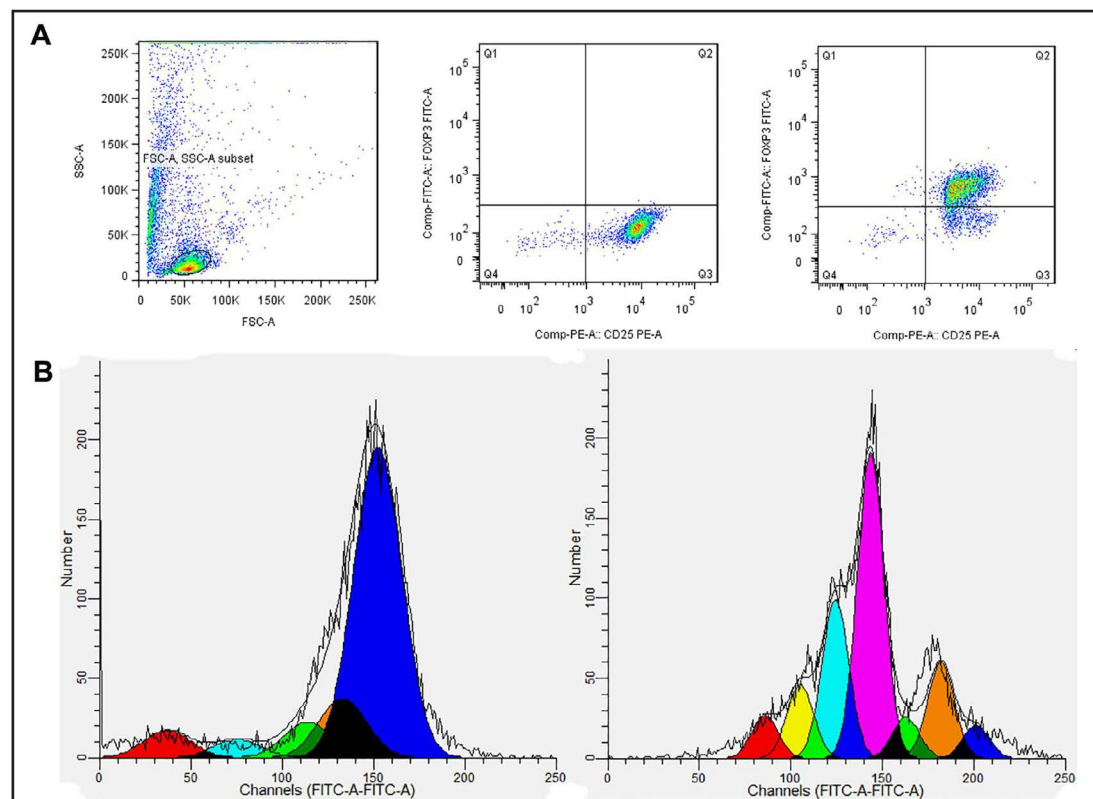 A
250K
200K
150K
100K
50K
0
SSC-A
FSC-A, SSC-A subset
0 50K 100K 150K 200K 250K
FSC-A
Q1 Q2
10^5
10^4
10^3
10^2
0
Comp-FITC-A:: FOXP3 FITC-A
Q4 Q3
0 10^2 10^3 10^4 10^5
Comp-PE-A:: CD25 PE-A
Q1 Q2
10^5
10^4
10^3
10^2
0
Comp-FITC-A:: FOXP3 FITC-A
Q4 Q3
0 10^2 10^3 10^4 10^5
Comp-PE-A:: CD25 PE-A
B
200
150
100
50
0
Number
0 50 100 150 200 250
Channels (FITC-A-FITC-A)
200
150
100
50
0
Number
0 50 100 150 200 250
Channels (FITC-A-FITC-A)